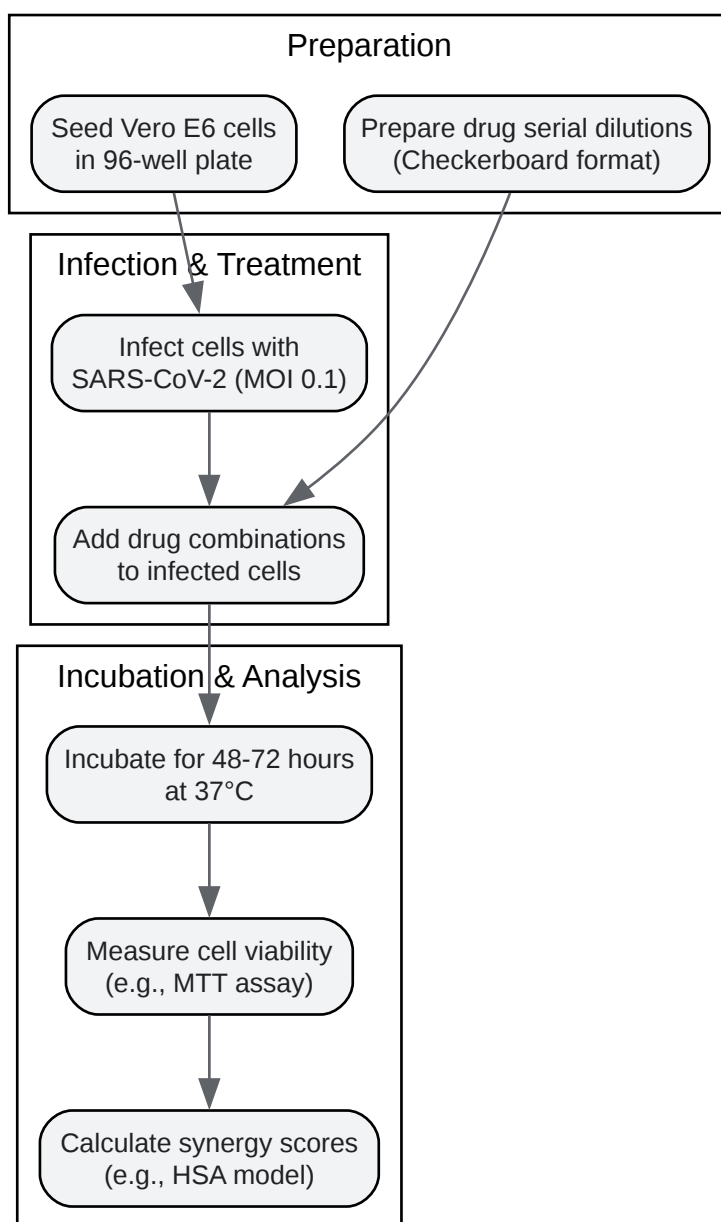 Preparation
Seed Vero E6 cells
in 96-well plate
Prepare drug serial dilutions
(Checkerboard format)
Infection & Treatment
Infect cells with
SARS-CoV-2 (MOI 0.1)
Add drug combinations
to infected cells
Incubation & Analysis
Incubate for 48-72 hours
at 37°C
Measure cell viability
(e.g., MTT assay)
Calculate synergy scores
(e.g., HSA model)